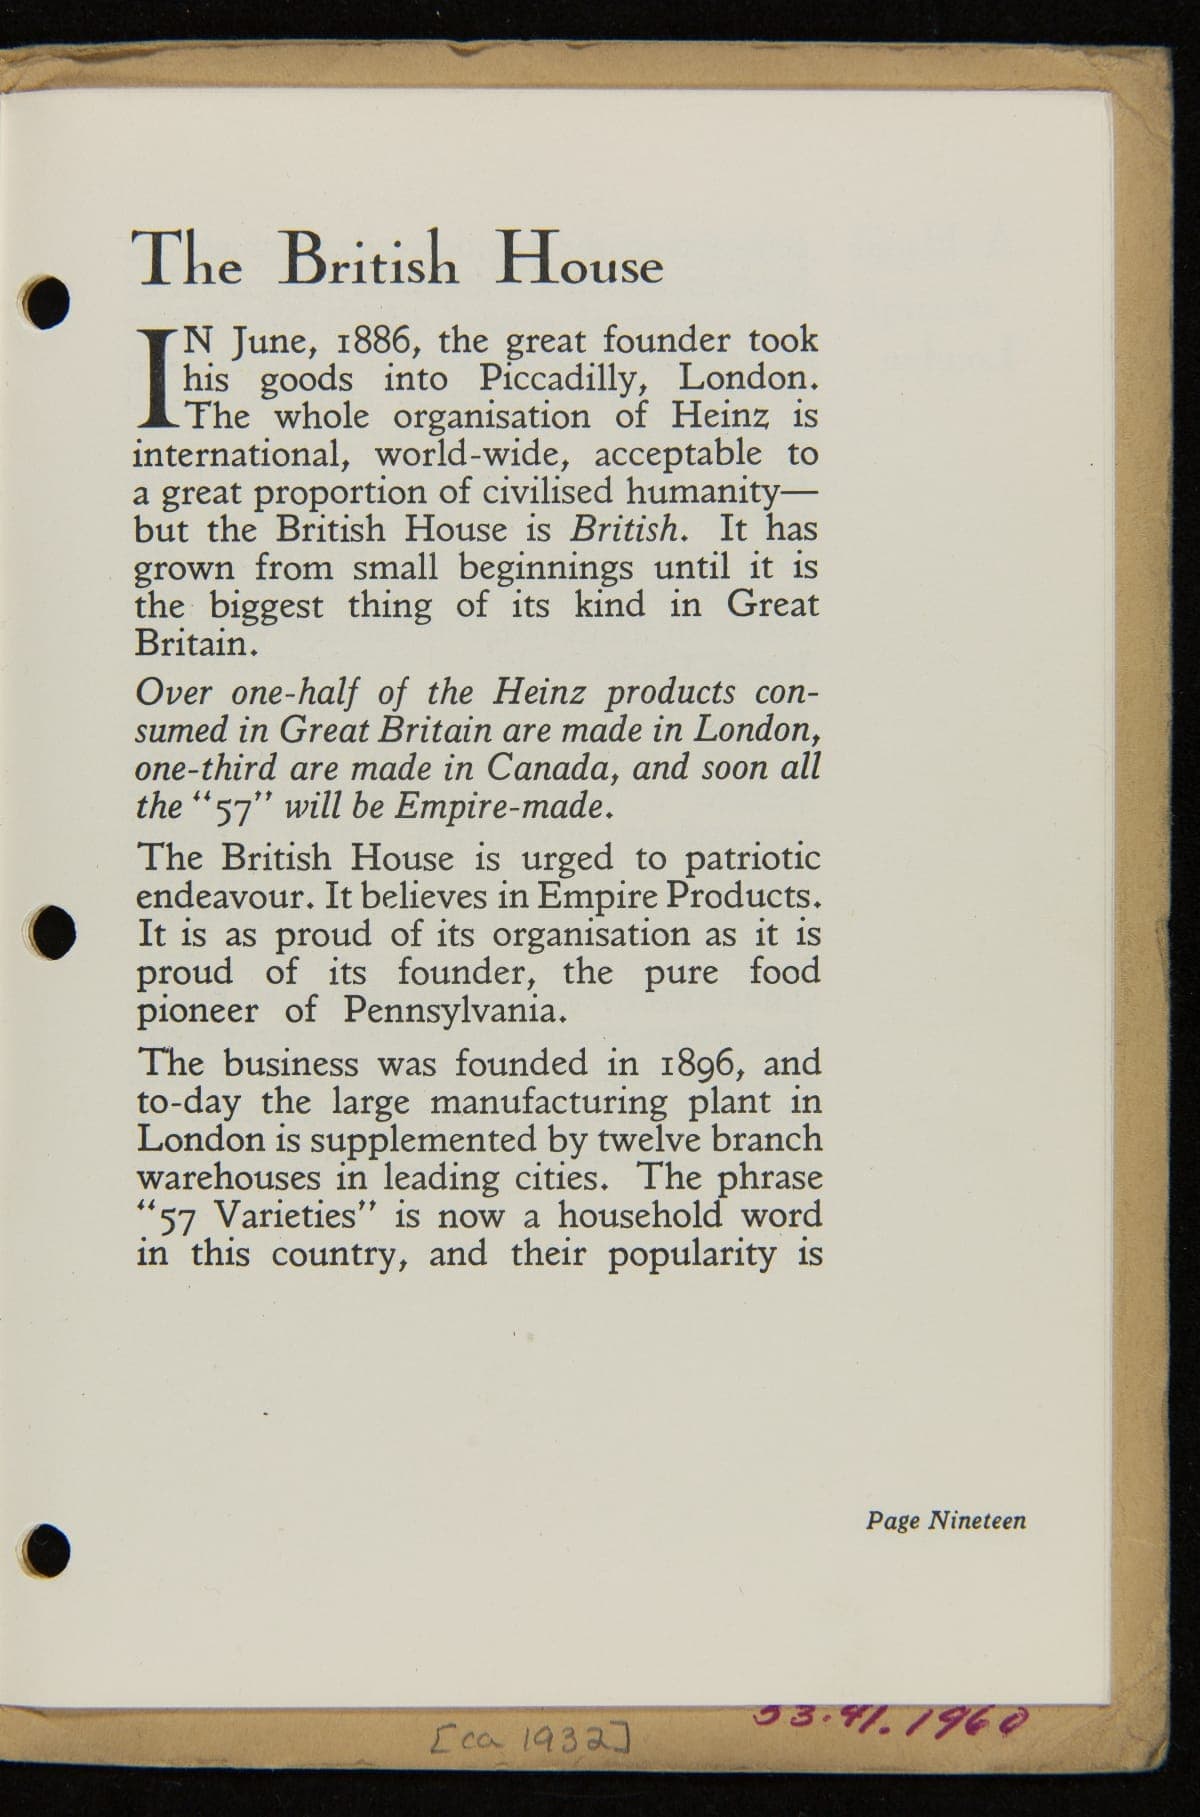 The British House
IN June, 1886, the great founder took
his goods into Piccadilly, London.
The whole organisation of Heinz is
international, world-wide, acceptable to
a great proportion of civilised humanity—
but the British House is British. It has
grown from small beginnings until it is
the biggest thing of its kind in Great
Britain.
Over one-half of the Heinz products con-
sumed in Great Britain are made in London,
one-third are made in Canada, and soon all
the “57” will be Empire-made.
The British House is urged to patriotic
endeavour. It believes in Empire Products.
It is as proud of its organisation as it is
proud of its founder, the pure food
pioneer of Pennsylvania.
The business was founded in 1896, and
to-day the large manufacturing plant in
London is supplemented by twelve branch
warehouses in leading cities. The phrase
“57 Varieties” is now a household word
in this country, and their popularity is
Page Nineteen
53.41.1960
[ca 1932]